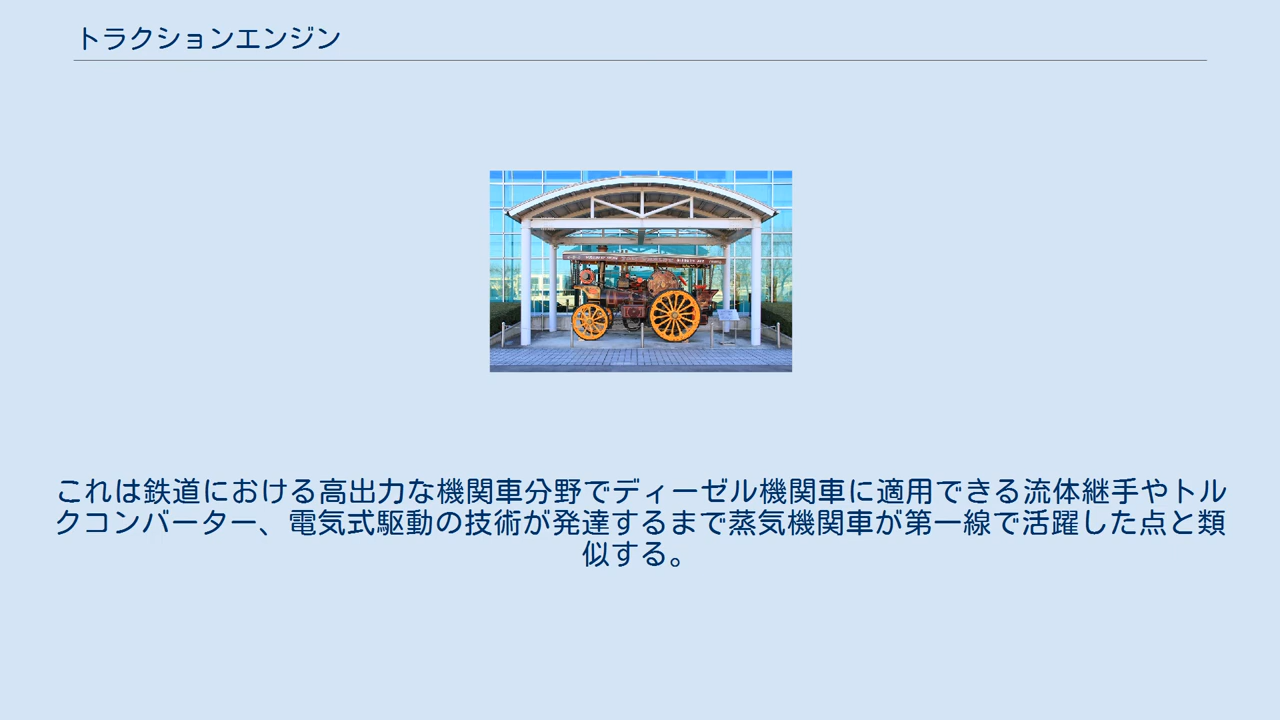 トラクションエンジン
これは鉄道における高出力な機関車分野でディーゼル機関車に適用できる流体継手やトル
クコンバーター、電気式駆動の技術が発達するまで蒸気機関車が第一線で活躍した点と類
似する。